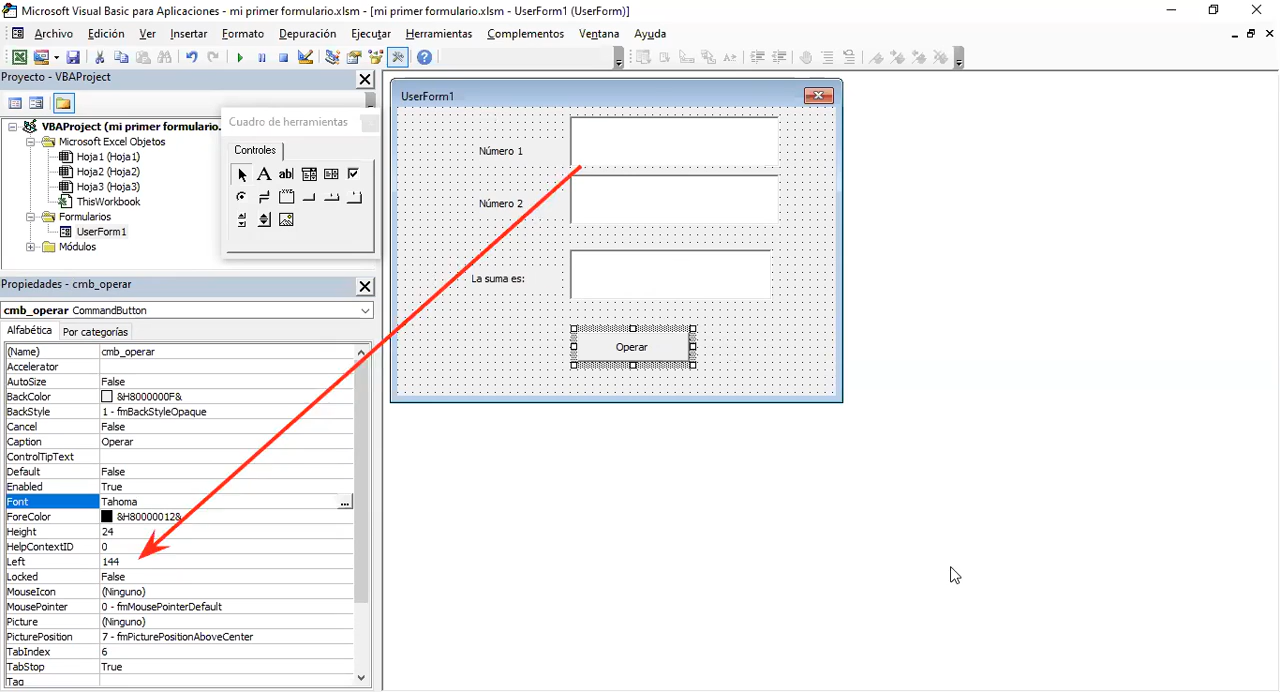 Microsoft Visual Basic para Aplicaciones - mi primer formulario.xlsm - [mi primer formulario.xlsm - UserForm1 (UserForm)]
Archivo Edición Ver Insertar Formato Depuración Ejecutar Herramientas Complementos Ventana Ayuda
Proyecto - VBAProject
VBAProject (mi primer formulario.
Microsoft Excel Objetos
Hoja1 (Hoja1)
Hoja2 (Hoja2)
Hoja3 (Hoja3)
ThisWorkbook
Formularios
UserForm1
Módulos
Cuadro de herramientas
Controles
A ab|
Propiedades - cmb_operar
cmb_operar CommandButton
Alfabética Por categorías
(Name) cmb_operar
Accelerator
AutoSize False
BackColor &H8000000F&
BackStyle 1 - fmBackStyleOpaque
Cancel False
Caption Operar
ControlTipText
Default False
Enabled True
Font Tahoma ...
ForeColor &H80000012&
Height 24
HelpContextID 0
Left 144
Locked False
MouseIcon (Ninguno)
MousePointer 0 - fmMousePointerDefault
Picture (Ninguno)
PicturePosition 7 - fmPicturePositionAboveCenter
TabIndex 6
TabStop True
Tag
UserForm1
Número 1
Número 2
La suma es:
Operar